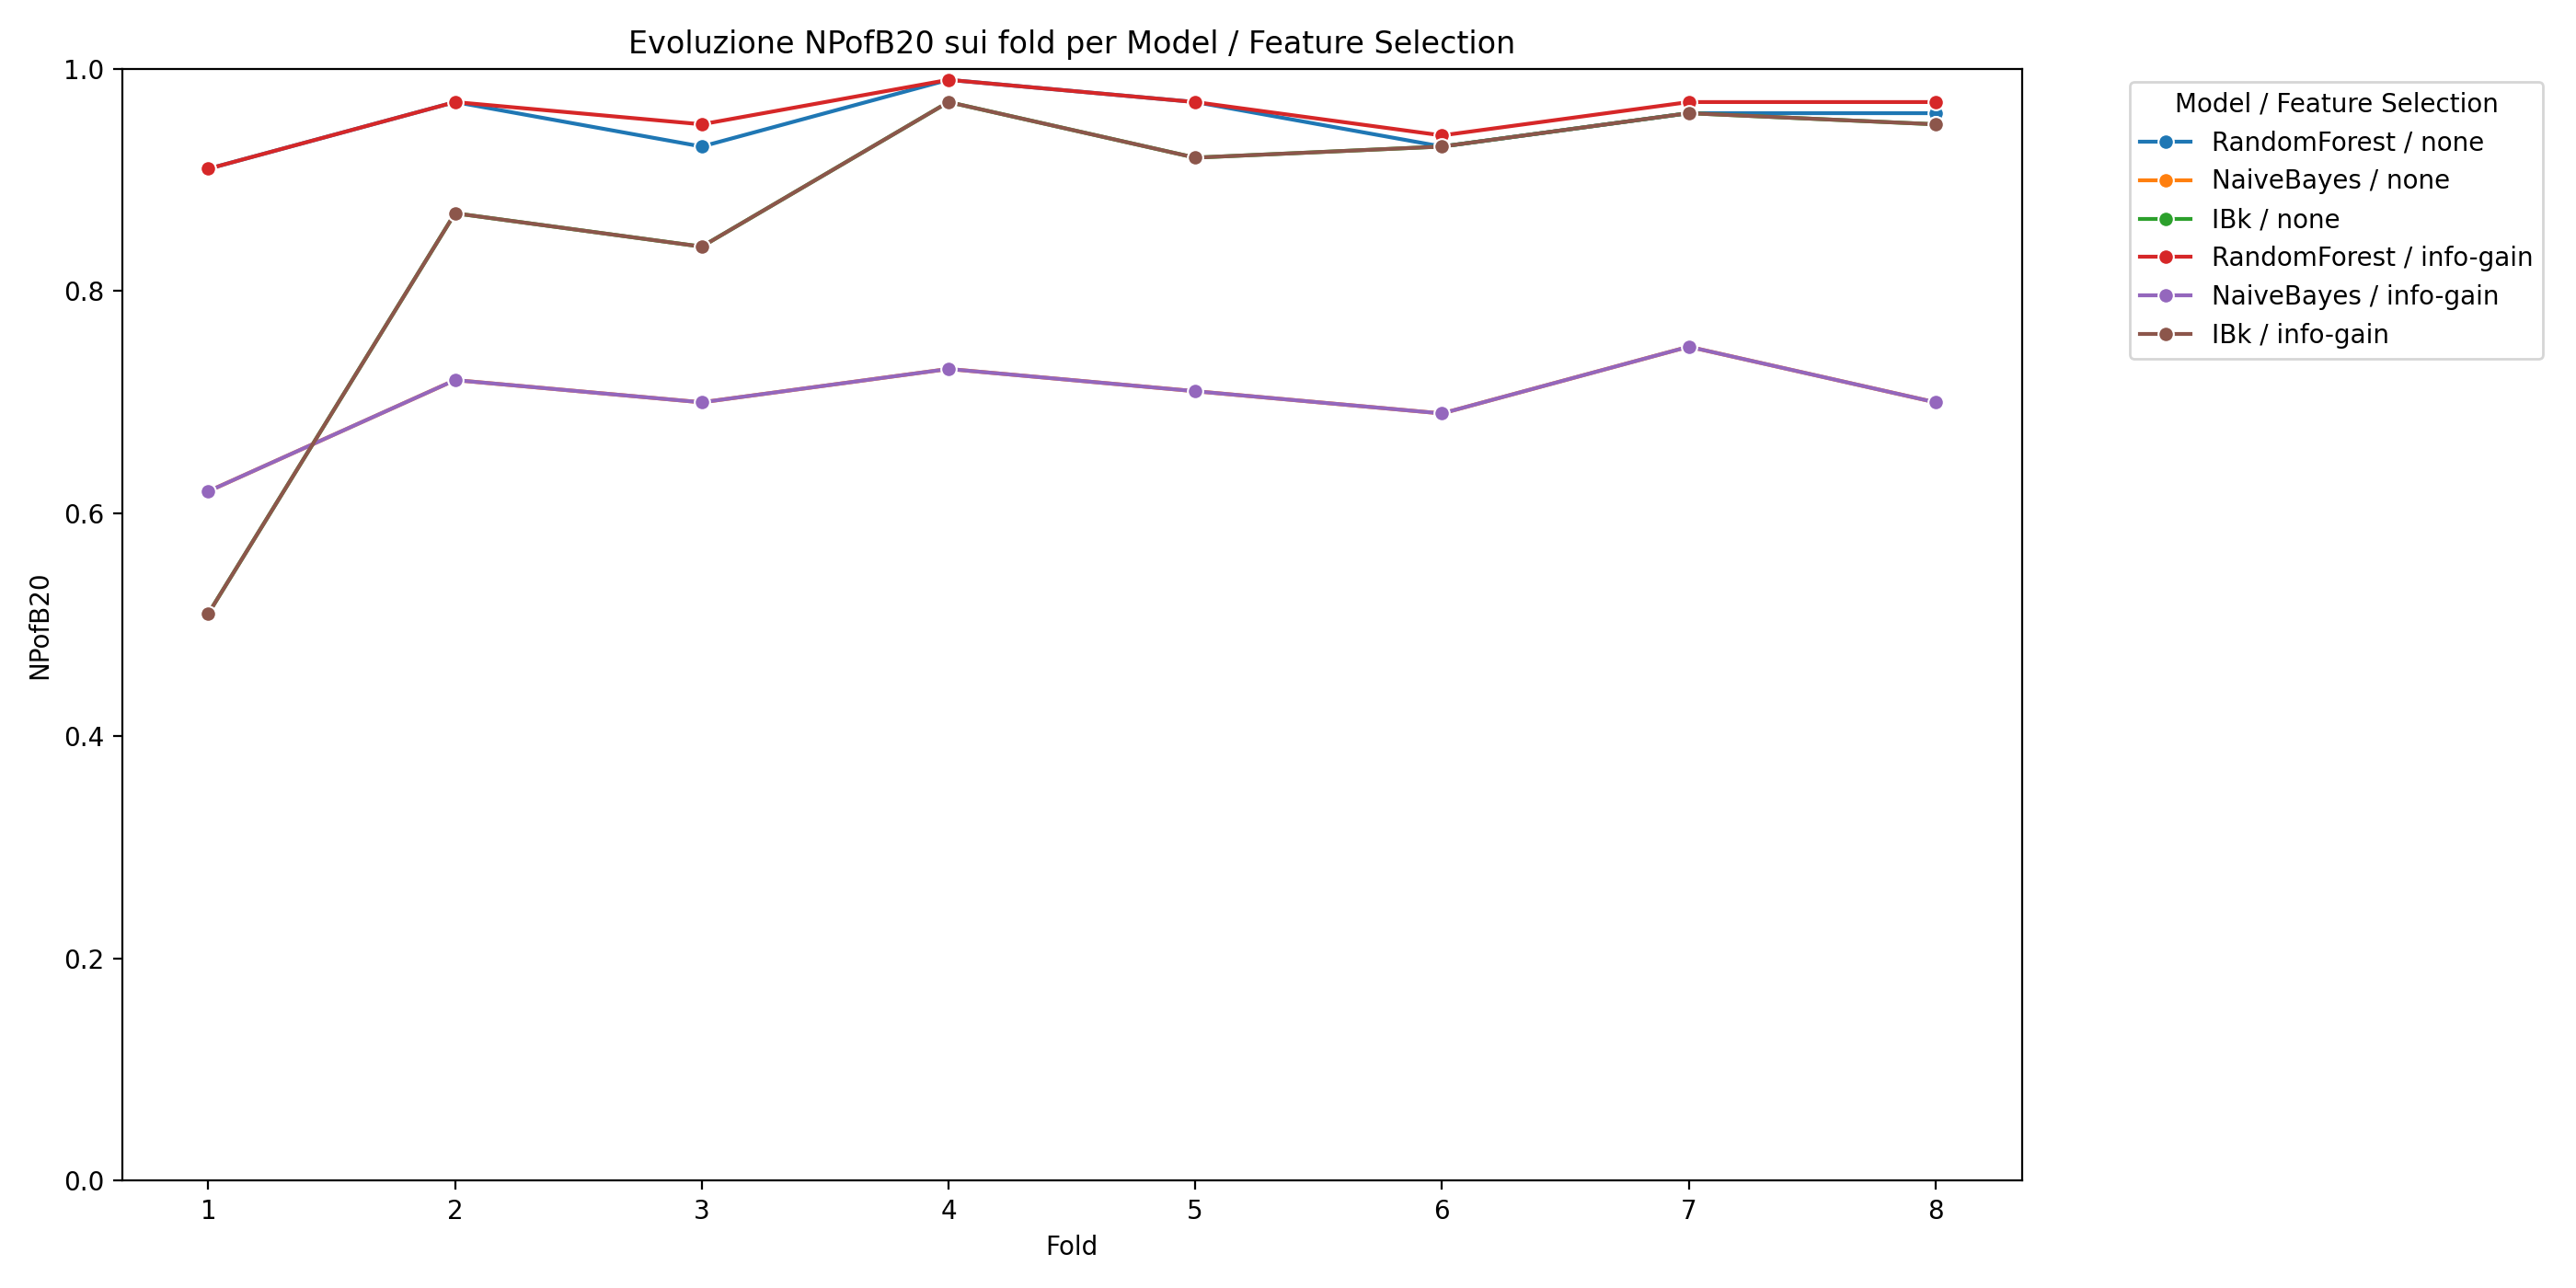 Evoluzione NPofB20 sui fold per Model / Feature Selection
1.0
0.8
0.6
0.4
0.2
0.0
NPofB20
1 2 3 4 5 6 7 8
Fold
Model / Feature Selection
RandomForest / none
NaiveBayes / none
IBk / none
RandomForest / info-gain
NaiveBayes / info-gain
IBk / info-gain